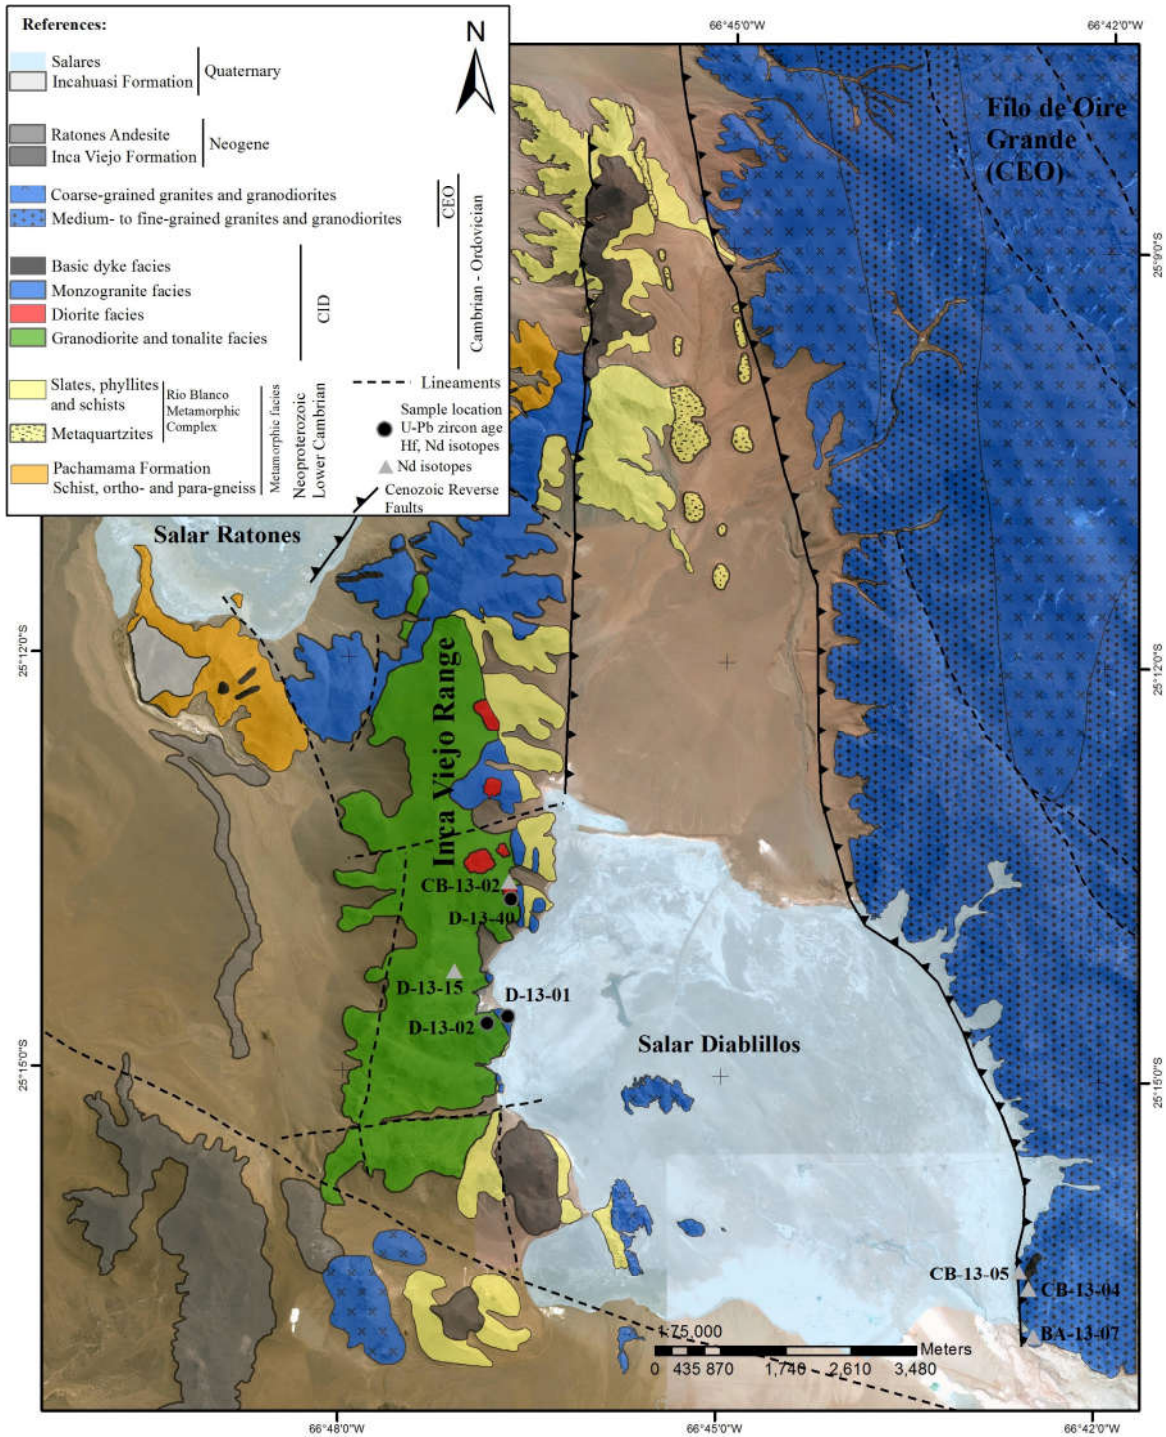 66°45'0"W
66°42'0"W
References:
N
Salares
Incahuasi Formation
Quaternary
Ratones Andesite
Inca Viejo Formation
Neogene
Coarse-grained granites and granodiorites
Medium- to fine-grained granites and granodiorites
CEO
Basic dyke facies
Monzogranite facies
Diorite facies
Granodiorite and tonalite facies
CID
Cambrian - Ordovician
Slates, phyllites
and schists
Metaquartzites
Rio Blanco
Metamorphic
Complex
Pachamama Formation
Schist, ortho- and para-gneiss
Metamorphic facies
Neoproterozoic
Lower Cambrian
Lineaments
Sample location
U-Pb zircon age
Hf, Nd isotopes
Nd isotopes
Cenozoic Reverse
Faults
Filo de Oire
Grande
(CEO)
25°9'0"S
Salar Ratones
25°12'0"S
25°12'0"S
Inca Viejo Range
CB-13-02
D-13-40
D-13-15
D-13-01
D-13-02
Salar Diablillos
25°15'0"S
25°15'0"S
CB-13-05
CB-13-04
BA-13-07
1:75,000
Meters
0 435 870 1,740 2,610 3,480
66°48'0"W
66°45'0"W
66°42'0"W